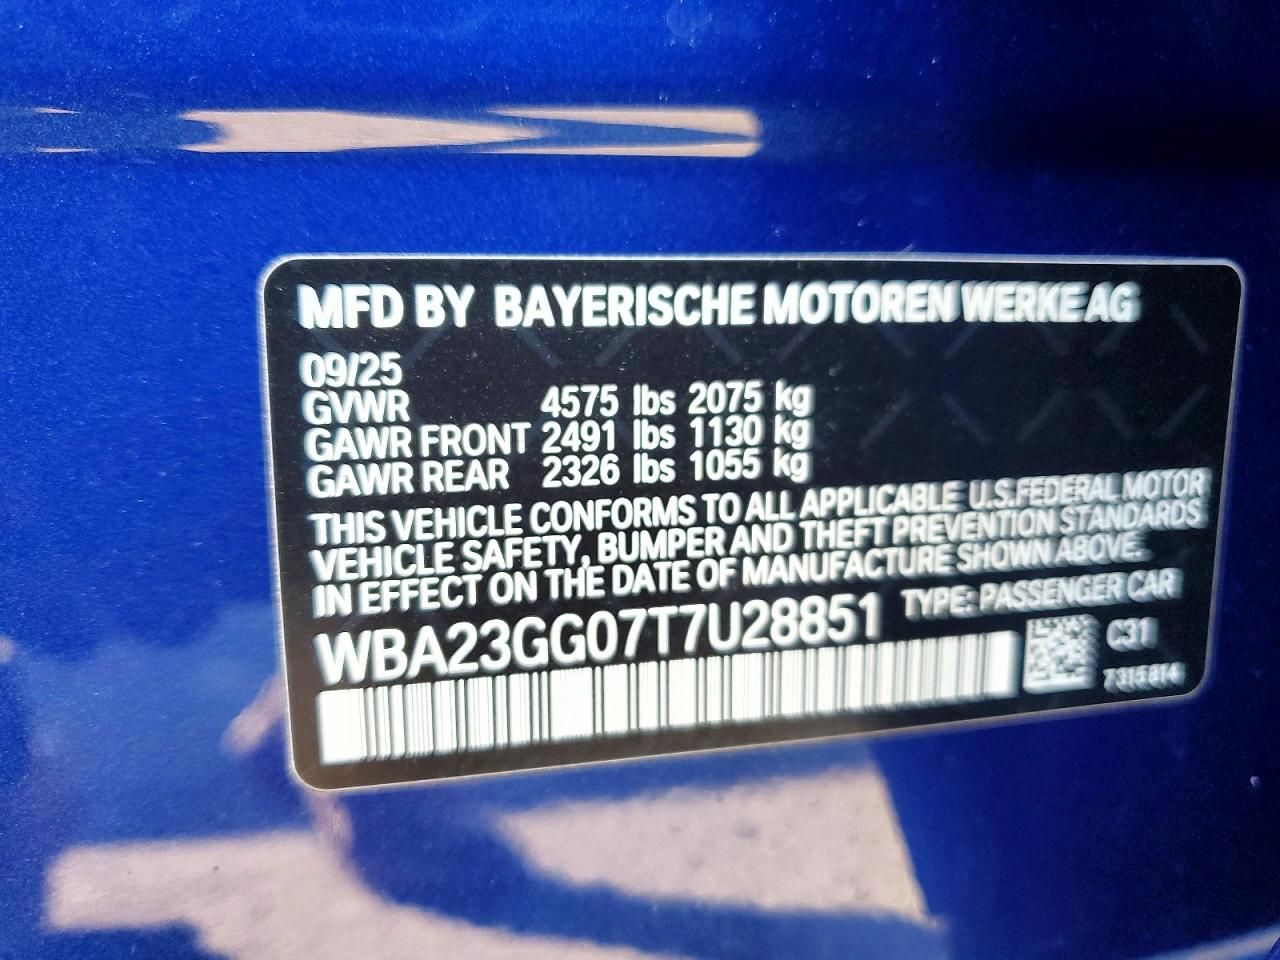 MFD BY BAYERISCHE MOTOREN WERKE AG
09/25
GVWR 4575 lbs 2075 kg
GAWR FRONT 2491 lbs 1130 kg
GAWR REAR 2326 lbs 1055 kg
THIS VEHICLE CONFORMS TO ALL APPLICABLE U.S.FEDERAL MOTOR
VEHICLE SAFETY, BUMPER AND THEFT PREVENTION STANDARDS
IN EFFECT ON THE DATE OF MANUFACTURE SHOWN ABOVE.
WBA23GG07T7U28851 TYPE: PASSENGER CAR
C31